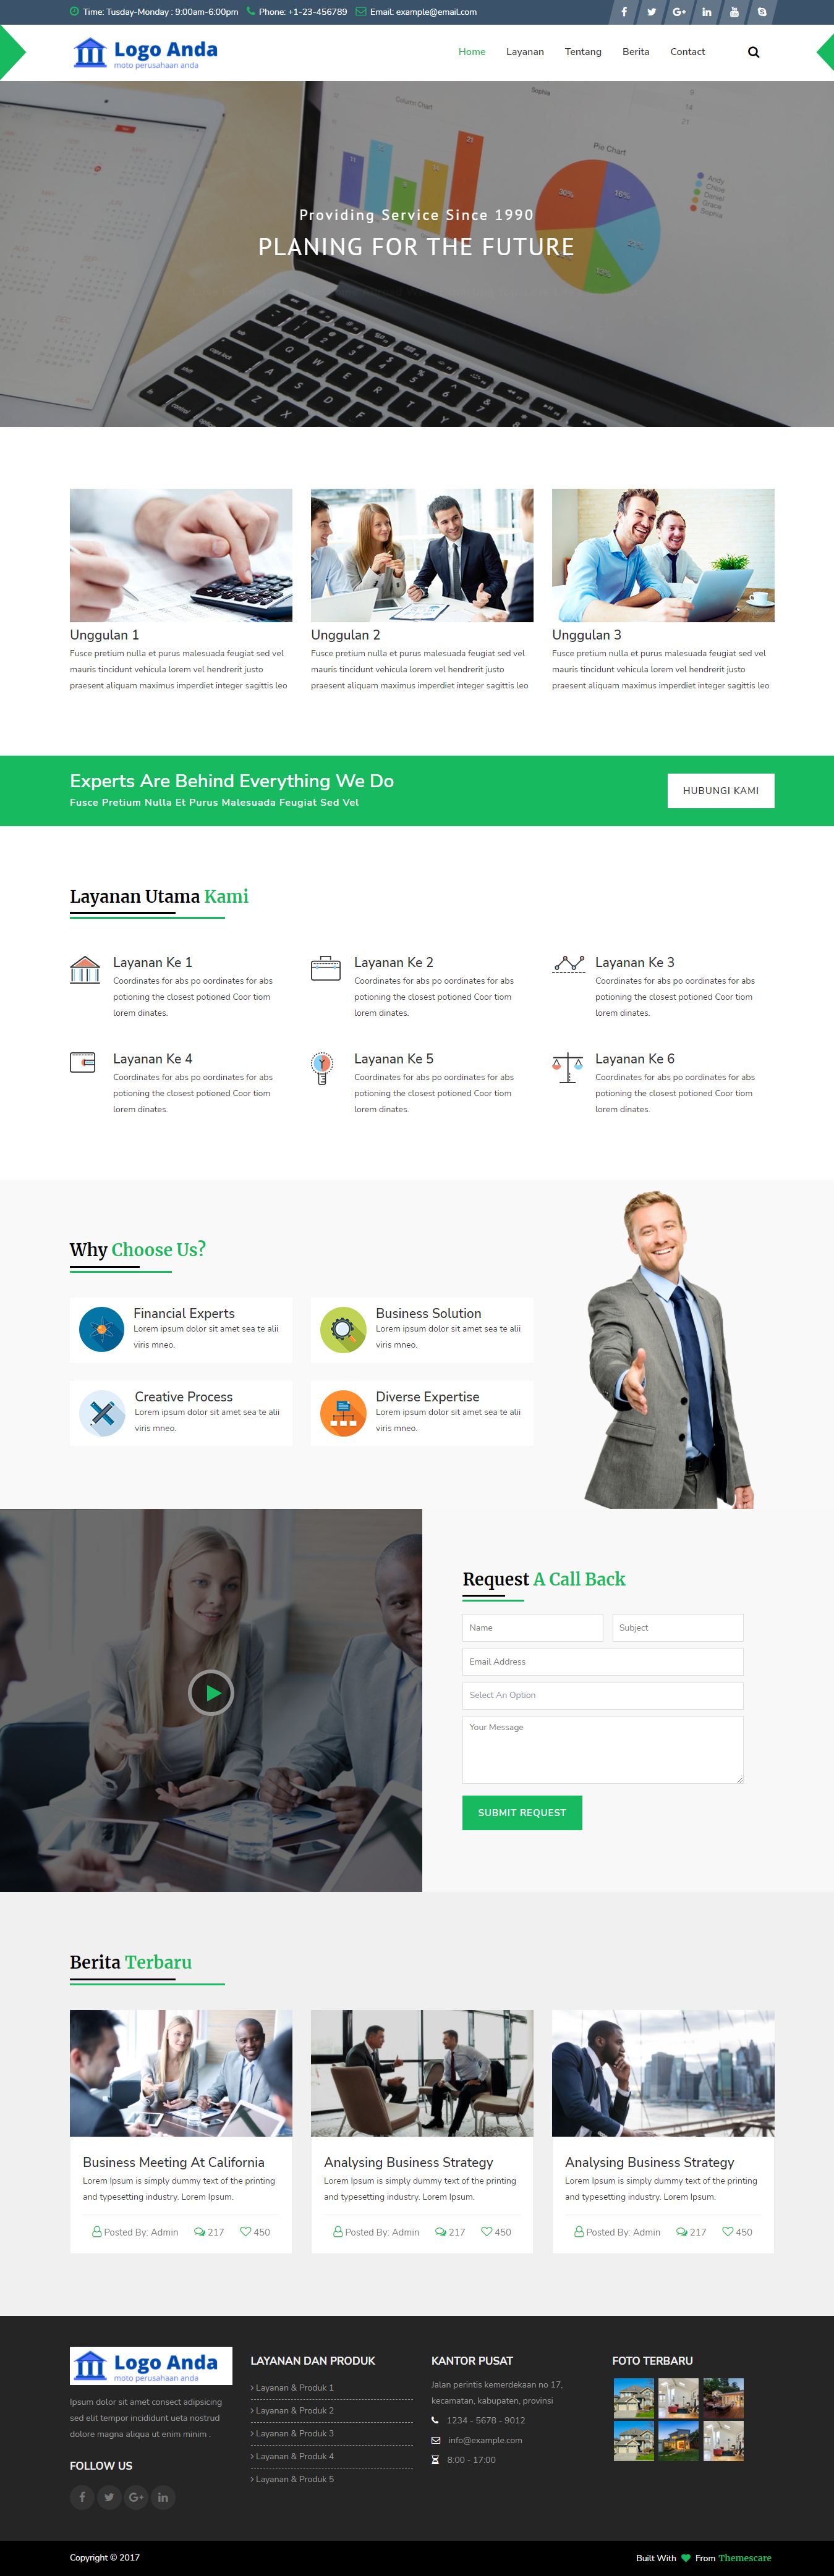 Time: Tusday-Monday : 9:00am-6:00pm Phone: +1-23-456789 Email: example@email.com
Logo Anda
moto perusahaan anda
Home Layanan Tentang Berita Contact
Column Chart
Sophia
9
14
21
Pie Chart
Andy
Chloe
Daniel
Grace
Sophia
30%
16%
27%
Providing Service Since 1990
PLANING FOR THE FUTURE
Unggulan 1
Fusce pretium nulla et purus malesuada feugiat sed vel
mauris tincidunt vehicula lorem vel hendrerit justo
praesent aliquam maximus imperdiet integer sagittis leo
Unggulan 2
Fusce pretium nulla et purus malesuada feugiat sed vel
mauris tincidunt vehicula lorem vel hendrerit justo
praesent aliquam maximus imperdiet integer sagittis leo
Unggulan 3
Fusce pretium nulla et purus malesuada feugiat sed vel
mauris tincidunt vehicula lorem vel hendrerit justo
praesent aliquam maximus imperdiet integer sagittis leo
Experts Are Behind Everything We Do
Fusce Pretium Nulla Et Purus Malesuada Feugiat Sed Vel
HUBUNGI KAMI
Layanan Utama Kami
Layanan Ke 1
Coordinates for abs po oordinates for abs
potioning the closest potioned Coor tiom
lorem dinates.
Layanan Ke 2
Coordinates for abs po oordinates for abs
potioning the closest potioned Coor tiom
lorem dinates.
Layanan Ke 3
Coordinates for abs po oordinates for abs
potioning the closest potioned Coor tiom
lorem dinates.
Layanan Ke 4
Coordinates for abs po oordinates for abs
potioning the closest potioned Coor tiom
lorem dinates.
Layanan Ke 5
Coordinates for abs po oordinates for abs
potioning the closest potioned Coor tiom
lorem dinates.
Layanan Ke 6
Coordinates for abs po oordinates for abs
potioning the closest potioned Coor tiom
lorem dinates.
Why Choose Us?
Financial Experts
Lorem ipsum dolor sit amet sea te alii
viris mneo.
Business Solution
Lorem ipsum dolor sit amet sea te alii
viris mneo.
Creative Process
Lorem ipsum dolor sit amet sea te alii
viris mneo.
Diverse Expertise
Lorem ipsum dolor sit amet sea te alii
viris mneo.
Request A Call Back
Name
Subject
Email Address
Select An Option
Your Message
SUBMIT REQUEST
Berita Terbaru
Business Meeting At California
Lorem Ipsum is simply dummy text of the printing
and typesetting industry. Lorem Ipsum.
Posted By: Admin 217 450
Analysing Business Strategy
Lorem Ipsum is simply dummy text of the printing
and typesetting industry. Lorem Ipsum.
Posted By: Admin 217 450
Analysing Business Strategy
Lorem Ipsum is simply dummy text of the printing
and typesetting industry. Lorem Ipsum.
Posted By: Admin 217 450
Logo Anda
moto perusahaan anda
Ipsum dolor sit amet consect adipisicing
sed elit tempor incididunt ueta nostrud
dolore magna aliqua ut enim minim .
FOLLOW US
LAYANAN DAN PRODUK
Layanan & Produk 1
Layanan & Produk 2
Layanan & Produk 3
Layanan & Produk 4
Layanan & Produk 5
KANTOR PUSAT
Jalan perintis kemerdekaan no 17,
kecamatan, kabupaten, provinsi
1234 - 5678 - 9012
info@example.com
8:00 - 17:00
FOTO TERBARU
Copyright © 2017
Built With From Themescare